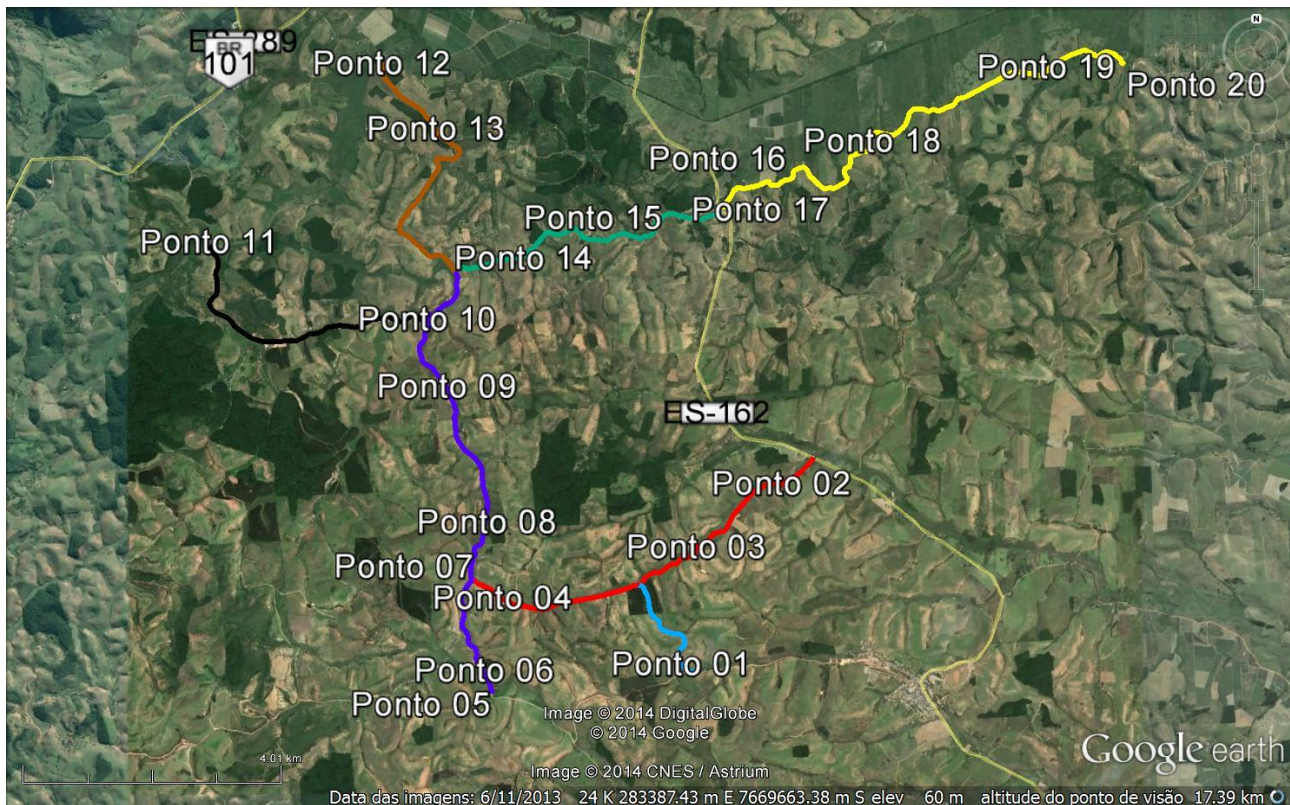 N
ES-289
BR
101
Ponto 12
Ponto 19
Ponto 20
Ponto 13
Ponto 18
Ponto 16
Ponto 15
Ponto 17
Ponto 11
Ponto 14
Ponto 10
Ponto 09
ES-162
Ponto 02
Ponto 08
Ponto 03
Ponto 07
Ponto 04
Ponto 01
Ponto 06
Ponto 05
Image © 2014 DigitalGlobe
© 2014 Google
Google earth
4.01 km
Image © 2014 CNES / Astrium
Data das imagens: 6/11/2013 24 K 283387.43 m E 7669663.38 m S elev 60 m altitude do ponto de visão 17.39 km